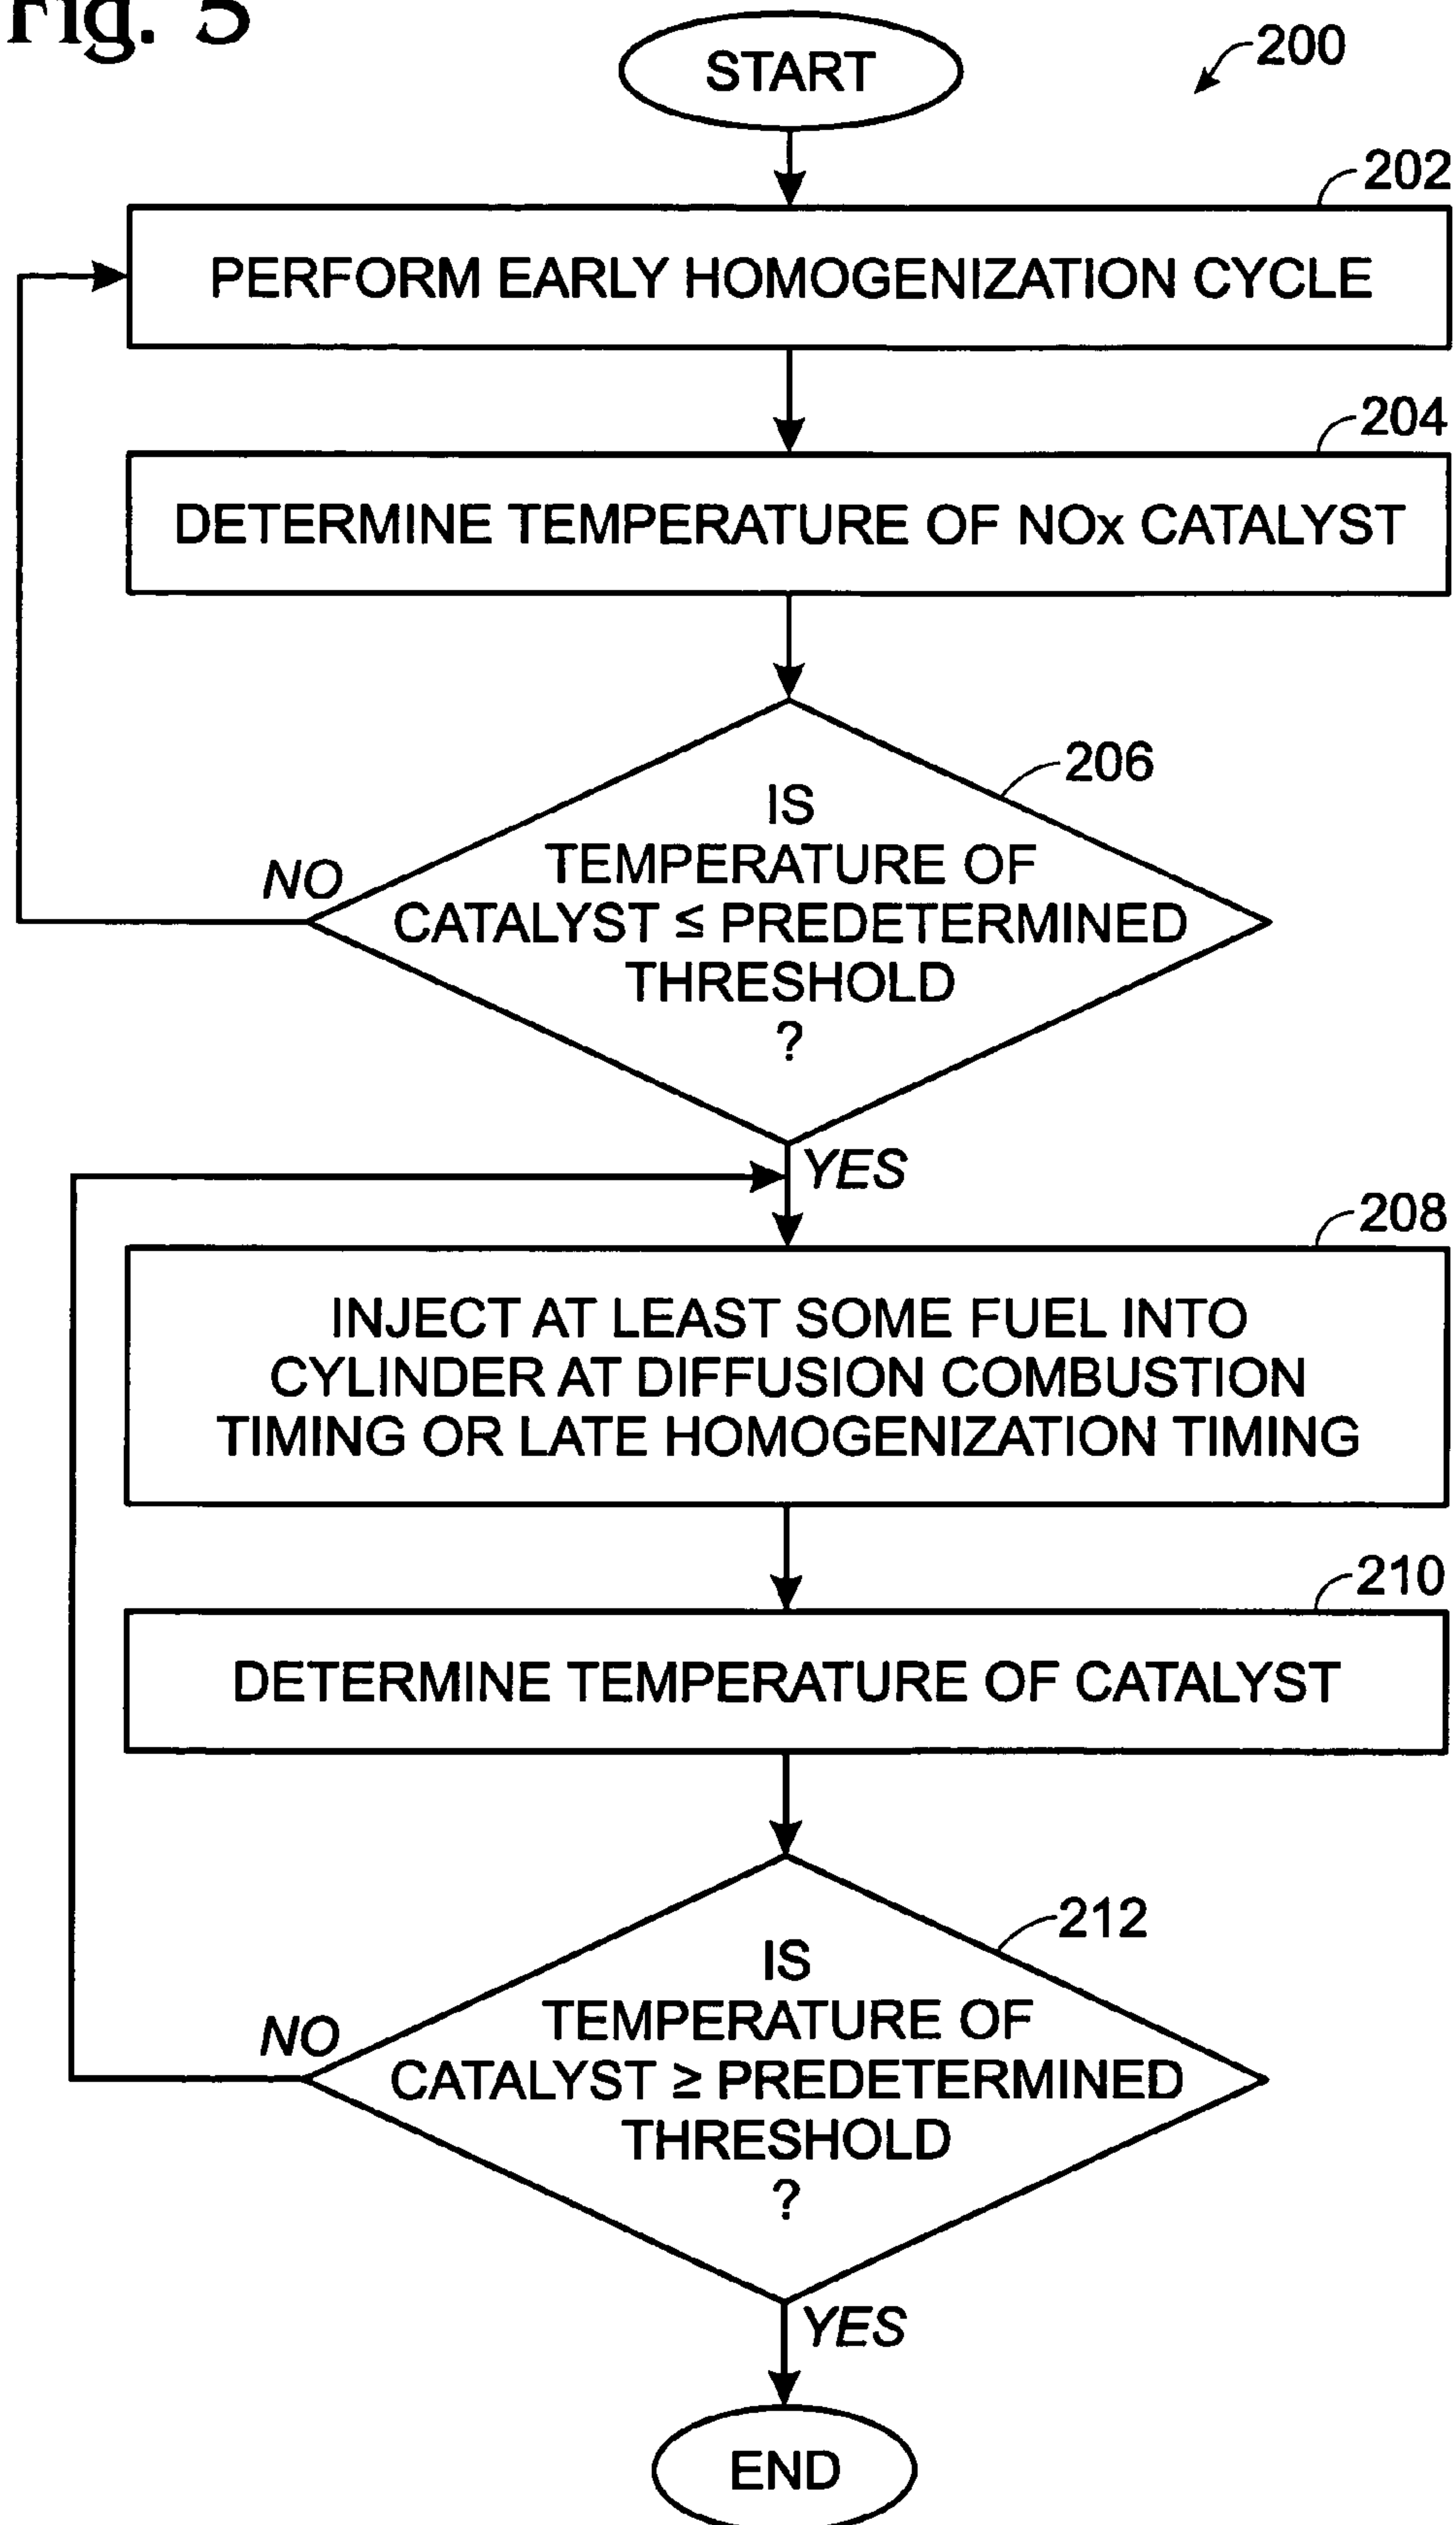 Fig. 5
START
200
202
PERFORM EARLY HOMOGENIZATION CYCLE
204
DETERMINE TEMPERATURE OF NOx CATALYST
206
IS
TEMPERATURE OF
CATALYST ≤ PREDETERMINED
THRESHOLD
?
NO
YES
208
INJECT AT LEAST SOME FUEL INTO
CYLINDER AT DIFFUSION COMBUSTION
TIMING OR LATE HOMOGENIZATION TIMING
210
DETERMINE TEMPERATURE OF CATALYST
212
IS
TEMPERATURE OF
CATALYST ≥ PREDETERMINED
THRESHOLD
?
NO
YES
END